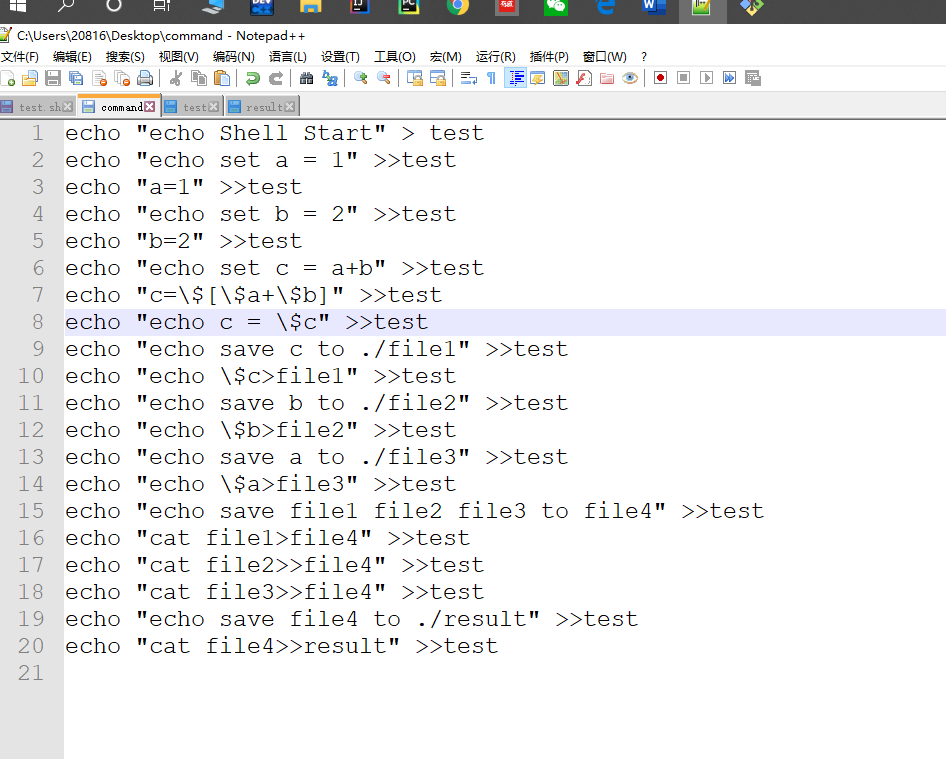 C:\Users\20816\Desktop\command - Notepad++
文件(F) 编辑(E) 搜索(S) 视图(V) 编码(N) 语言(L) 设置(T) 工具(O) 宏(M) 运行(R) 插件(P) 窗口(W) ?
test.sh command test result
1 echo "echo Shell Start" > test
2 echo "echo set a = 1" >>test
3 echo "a=1" >>test
4 echo "echo set b = 2" >>test
5 echo "b=2" >>test
6 echo "echo set c = a+b" >>test
7 echo "c=\$[\$a+\$b]" >>test
8 echo "echo c = \$c" >>test
9 echo "echo save c to ./file1" >>test
10 echo "echo \$c>file1" >>test
11 echo "echo save b to ./file2" >>test
12 echo "echo \$b>file2" >>test
13 echo "echo save a to ./file3" >>test
14 echo "echo \$a>file3" >>test
15 echo "echo save file1 file2 file3 to file4" >>test
16 echo "cat file1>file4" >>test
17 echo "cat file2>>file4" >>test
18 echo "cat file3>>file4" >>test
19 echo "echo save file4 to ./result" >>test
20 echo "cat file4>>result" >>test
21